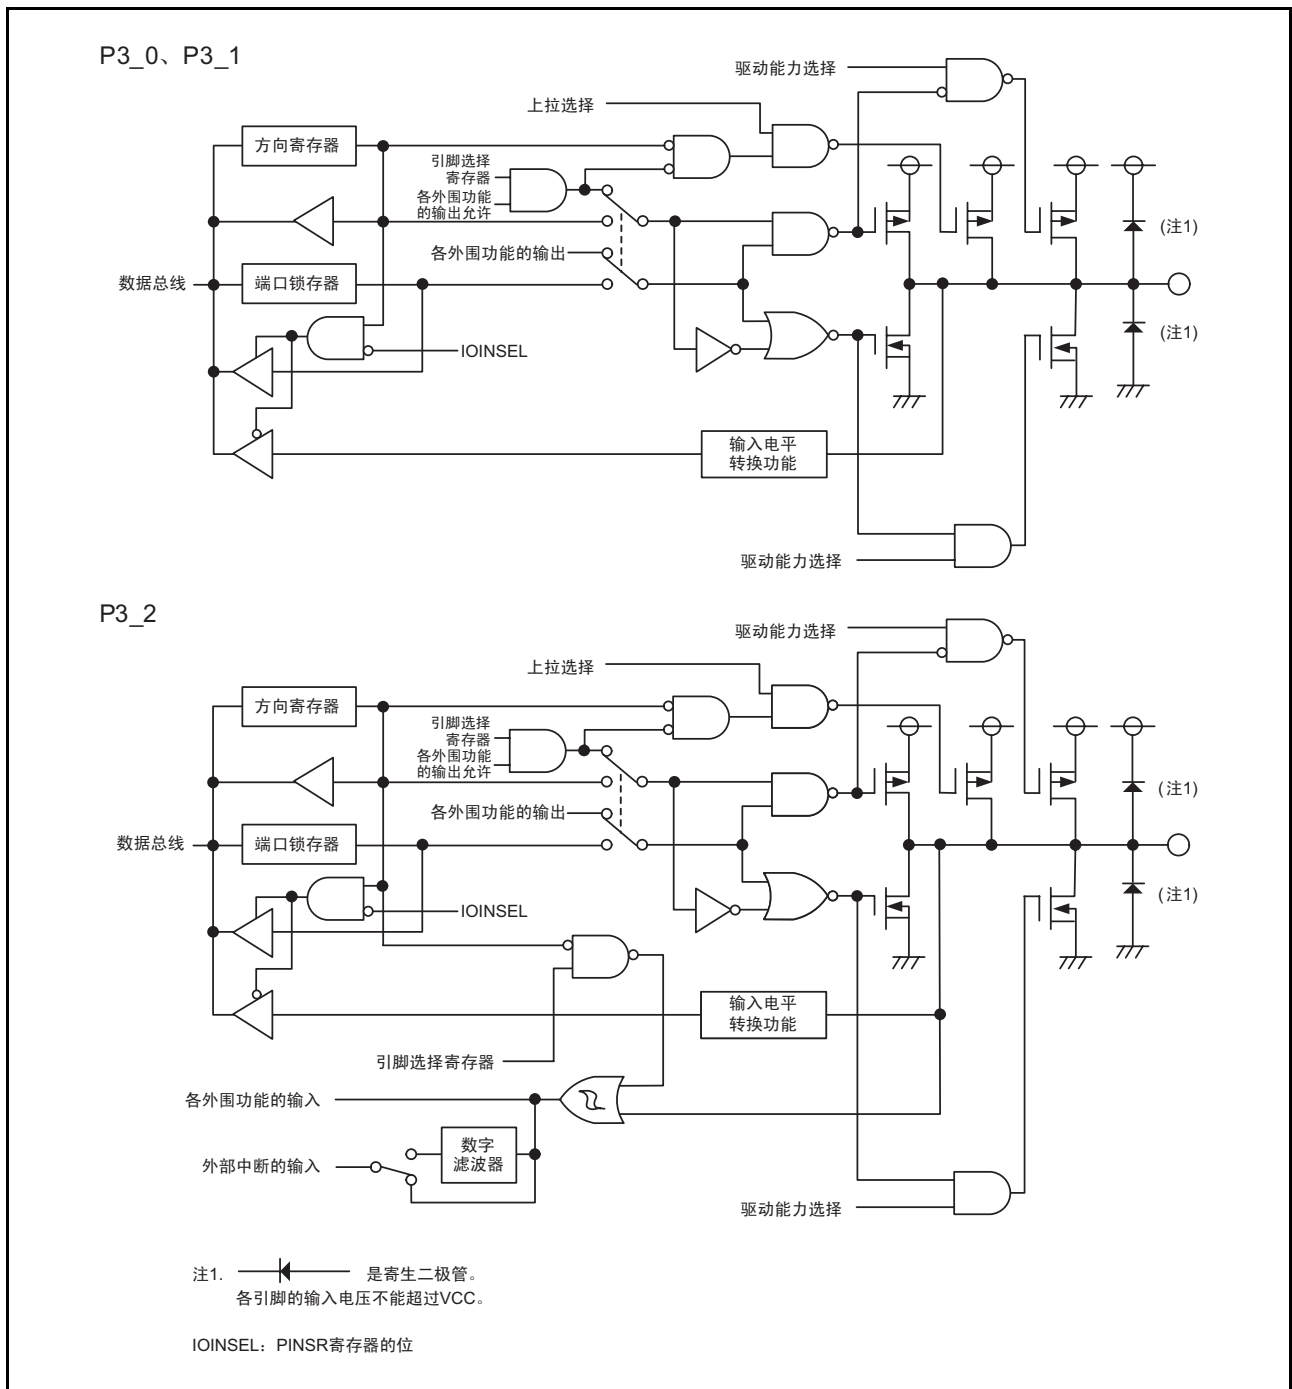 P3_0、P3_1
驱动能力选择
上拉选择
方向寄存器
引脚选择
寄存器
各外围功能
的输出允许
各外围功能的输出
(注1)
数据总线
端口锁存器
(注1)
IOINSEL
输入电平
转换功能
驱动能力选择
P3_2
驱动能力选择
上拉选择
方向寄存器
引脚选择
寄存器
各外围功能
的输出允许
(注1)
各外围功能的输出
数据总线
端口锁存器
(注1)
IOINSEL
输入电平
转换功能
引脚选择寄存器
各外围功能的输入
数字
滤波器
外部中断的输入
驱动能力选择
注1. 是寄生二极管。
各引脚的输入电压不能超过VCC。
IOINSEL：PINSR寄存器的位